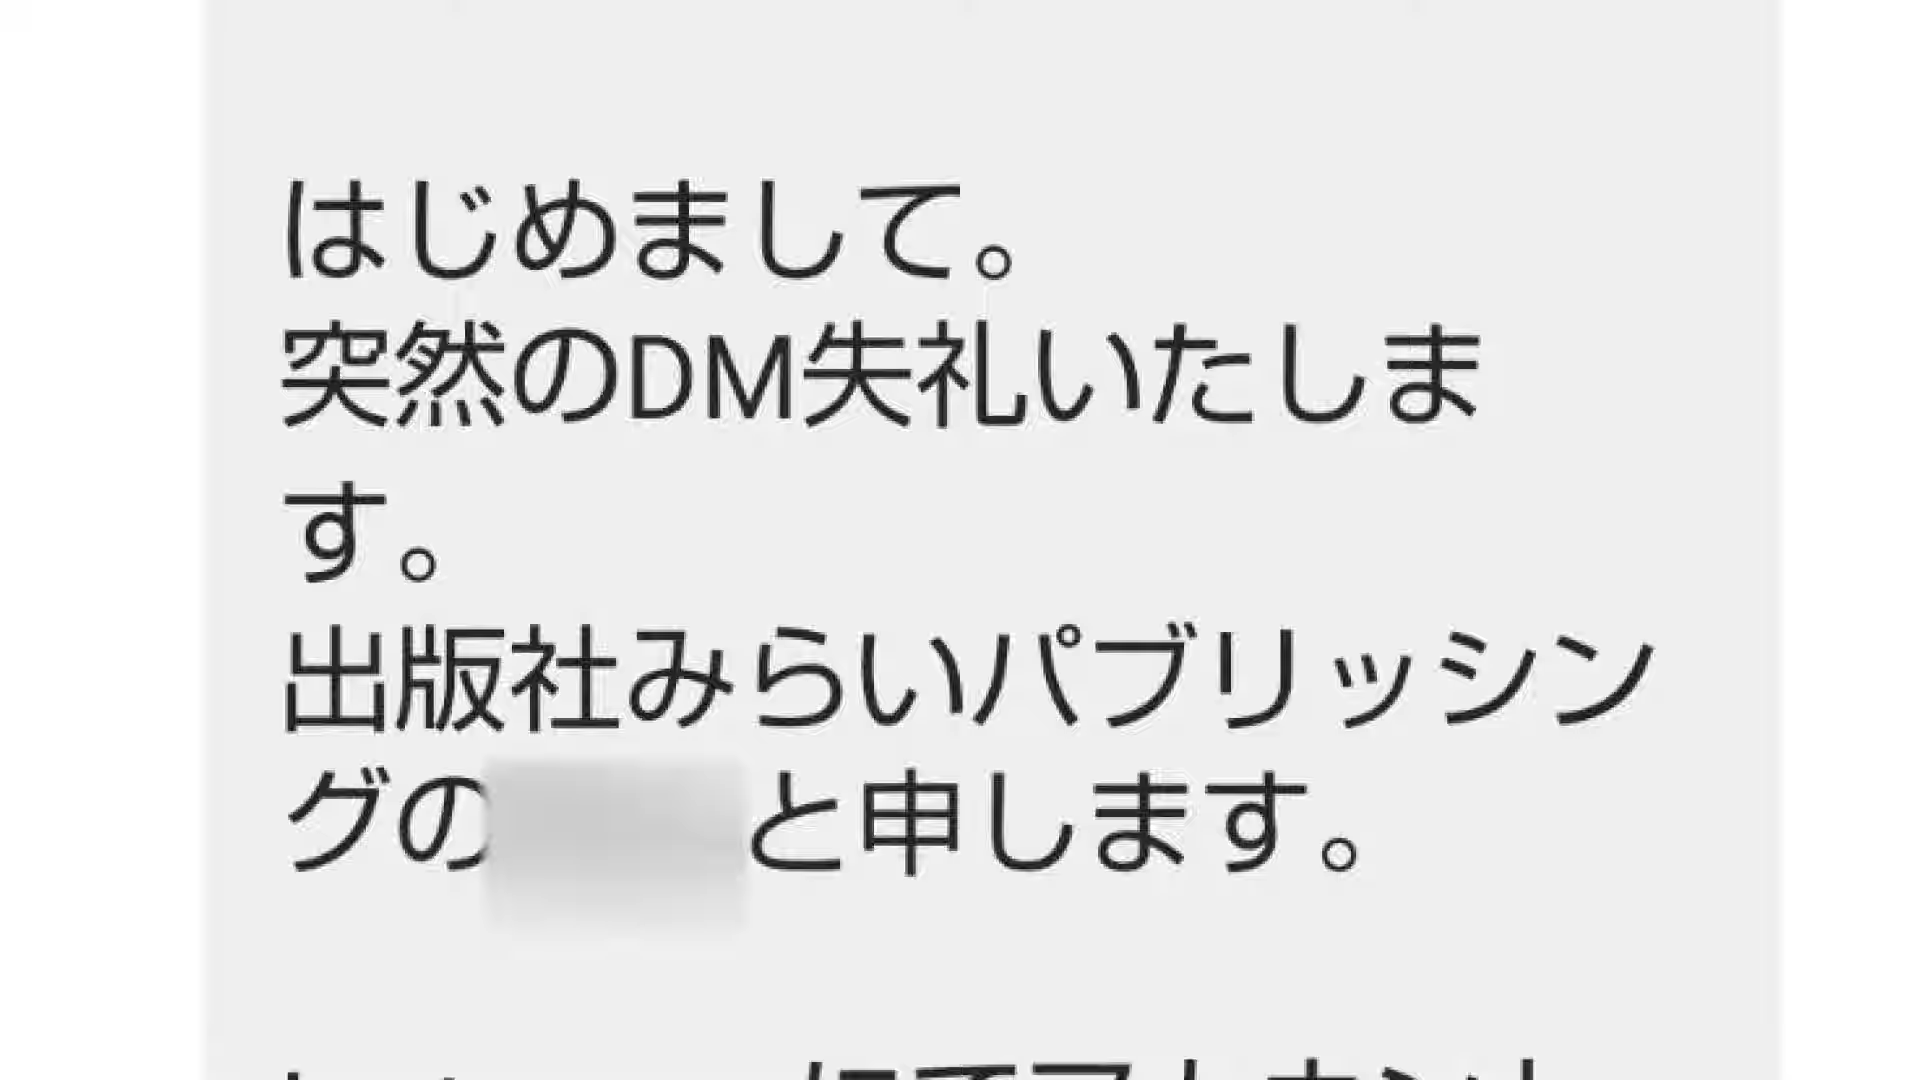 はじめまして。
突然のDM失礼いたしま
す。
出版社みらいパブリッシン
グの
と申します。